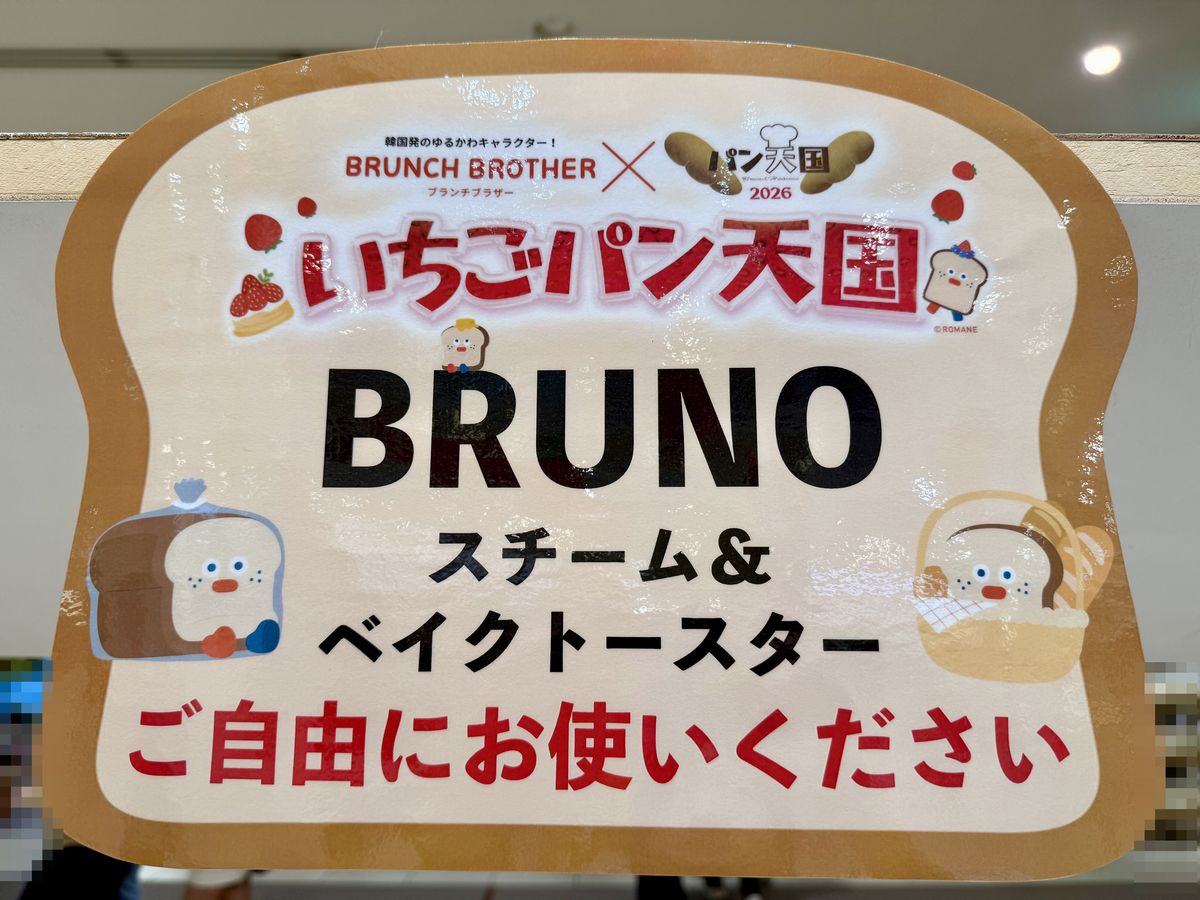 韓国発のゆるかわキャラクター！
BRUNCH BROTHER × パン天国
ブランチブラザー
2026
いちごパン天国
©ROMANE
BRUNO
スチーム&
ベイクトースター
ご自由にお使いください